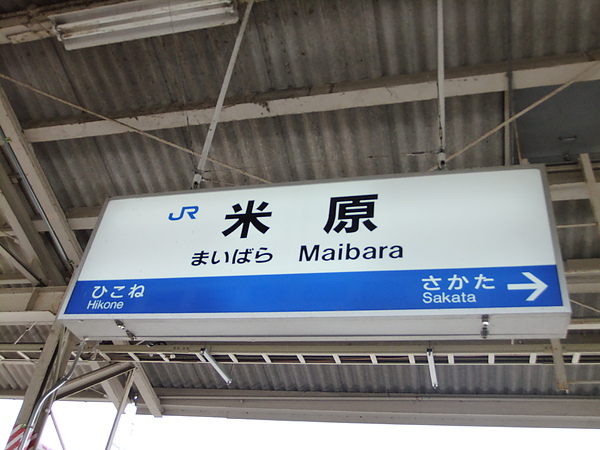 JR 米原
まいばら Maibara
ひこね さかた →
Hikone Sakata